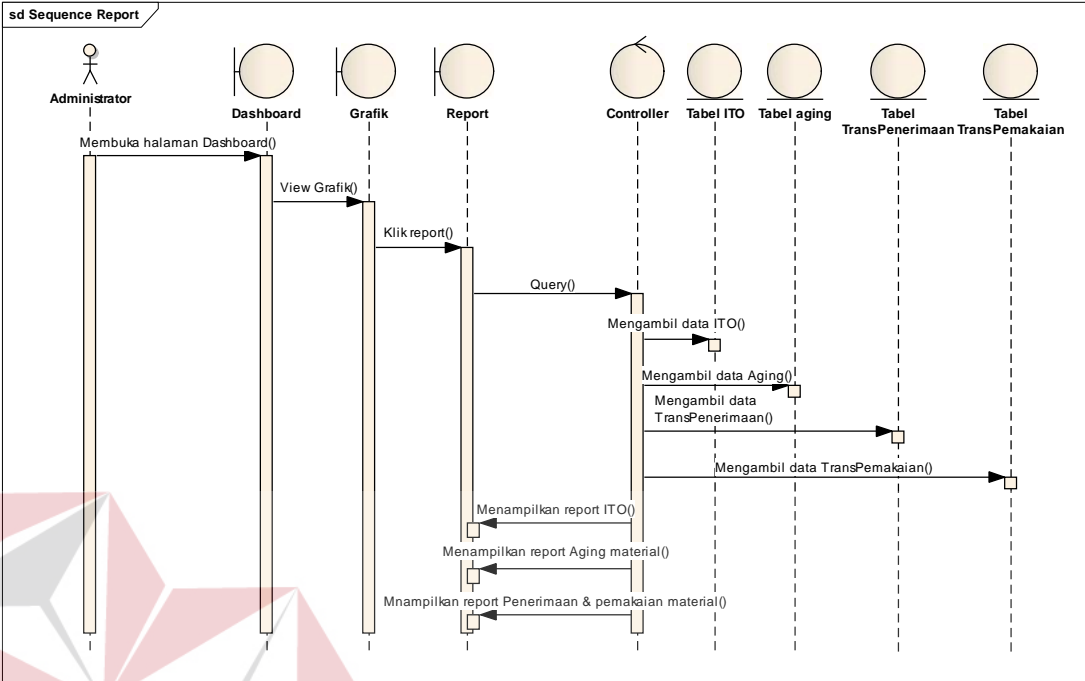 sd Sequence Report
Administrator
Dashboard
Grafik
Report
Controller
Tabel ITO
Tabel aging
Tabel
TransPenerimaan
Tabel
TransPemakaian
Membuka halaman Dashboard()
View Grafik()
Klik report()
Query()
Mengambil data ITO()
Mengambil data Aging()
Mengambil data
TransPenerimaan()
Mengambil data TransPemakaian()
Menampilkan report ITO()
Menampilkan report Aging material()
Mnampilkan report Penerimaan & pemakaian material()